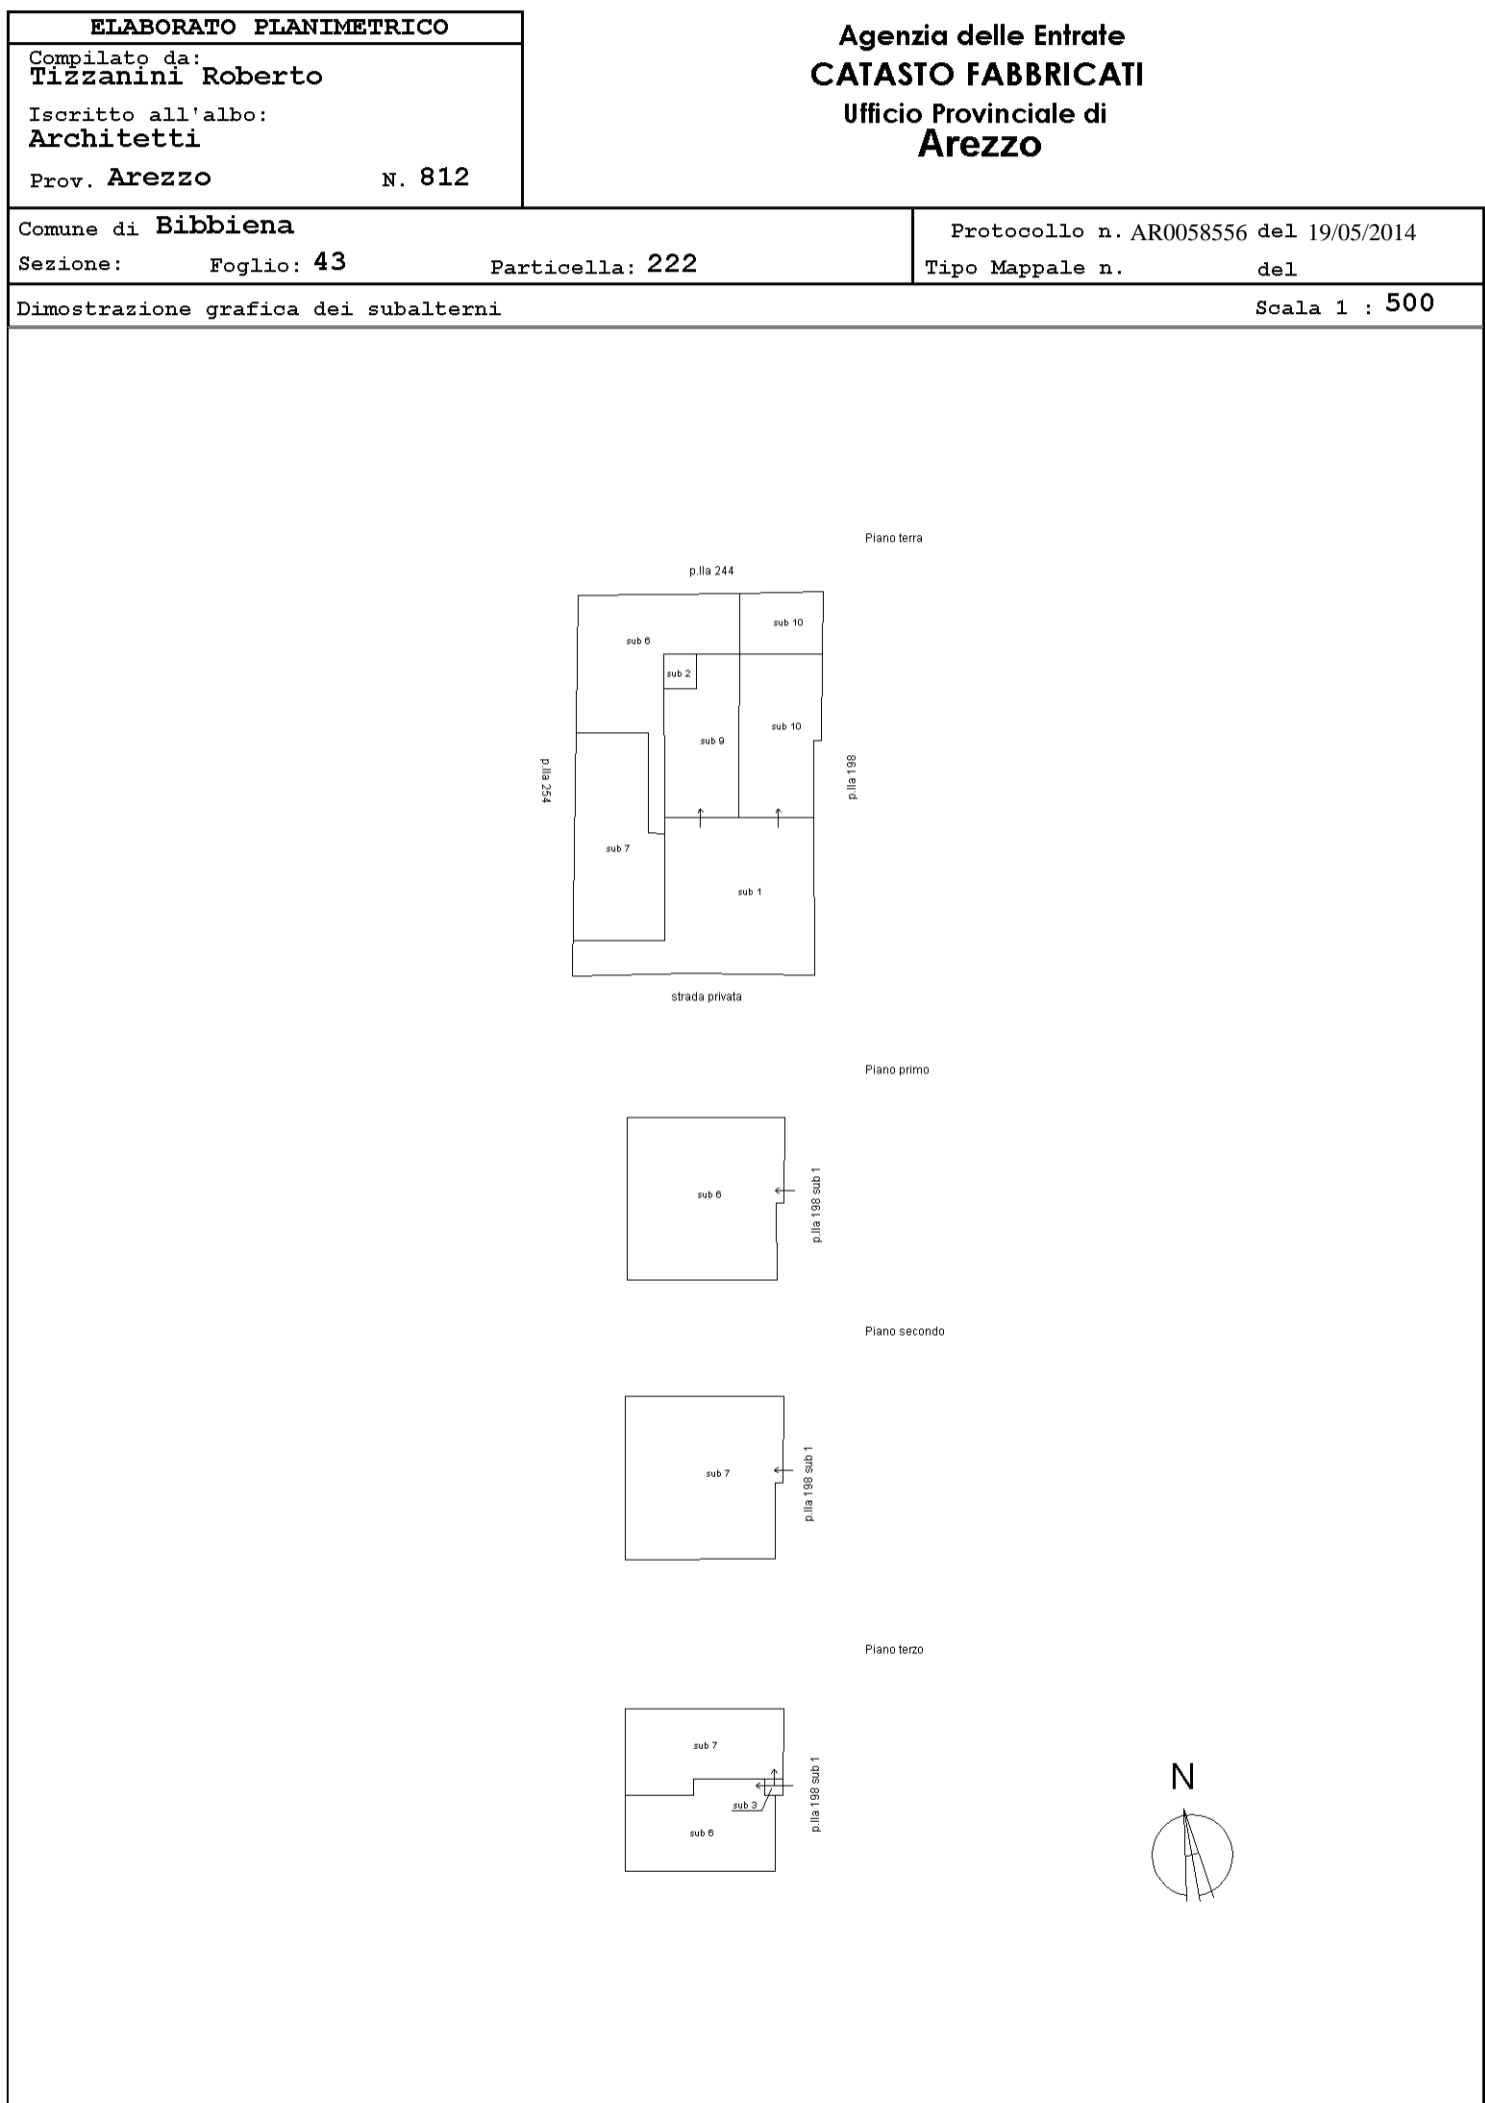 ELABORATO PLANIMETRICO
Compilato da:
Tizzanini Roberto
Iscritto all'albo:
Architetti
Prov. Arezzo N. 812
Agenzia delle Entrate
CATASTO FABBRICATI
Ufficio Provinciale di
Arezzo
Comune di Bibbiena
Sezione: Foglio: 43 Particella: 222
Protocollo n. AR0058556 del 19/05/2014
Tipo Mappale n. del
Dimostrazione grafica dei subalterni Scala 1 : 500
Piano terra
p.lla 244
sub 10
sub 6
sub 2
sub 10
sub 9
p.lla 254
p.lla 198
sub 7
sub 1
strada privata
Piano primo
sub 6
p.lla 198 sub 1
Piano secondo
sub 7
p.lla 198 sub 1
Piano terzo
sub 7
sub 3
sub 6
p.lla 198 sub 1
N